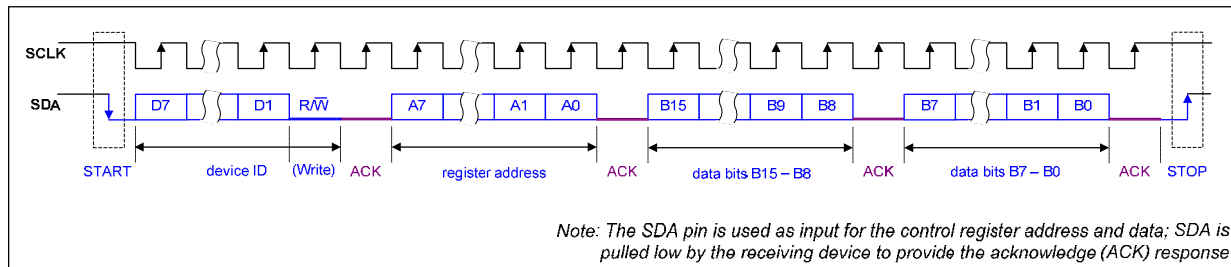 SCLK
SDA
D7 D1 R/W̅ A7 A1 A0 B15 B9 B8 B7 B1 B0
START device ID (Write) ACK register address ACK data bits B15 – B8 ACK data bits B7 – B0 ACK STOP
Note: The SDA pin is used as input for the control register address and data; SDA is
pulled low by the receiving device to provide the acknowledge (ACK) response